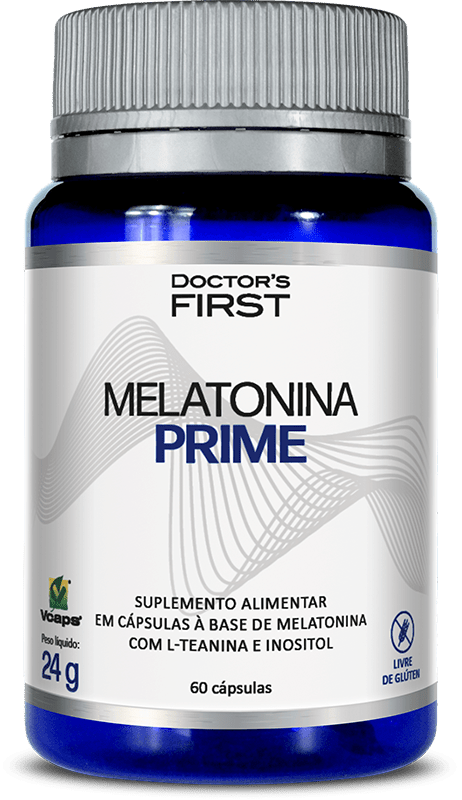 DOCTOR'S
FIRST
MELATONINA
PRIME
SUPLEMENTO ALIMENTAR
EM CÁPSULAS À BASE DE MELATONINA
COM L-TEANINA E INOSITOL
60 cápsulas
Vcaps®
Peso líquido:
24 g
LIVRE
DE GLÚTEN